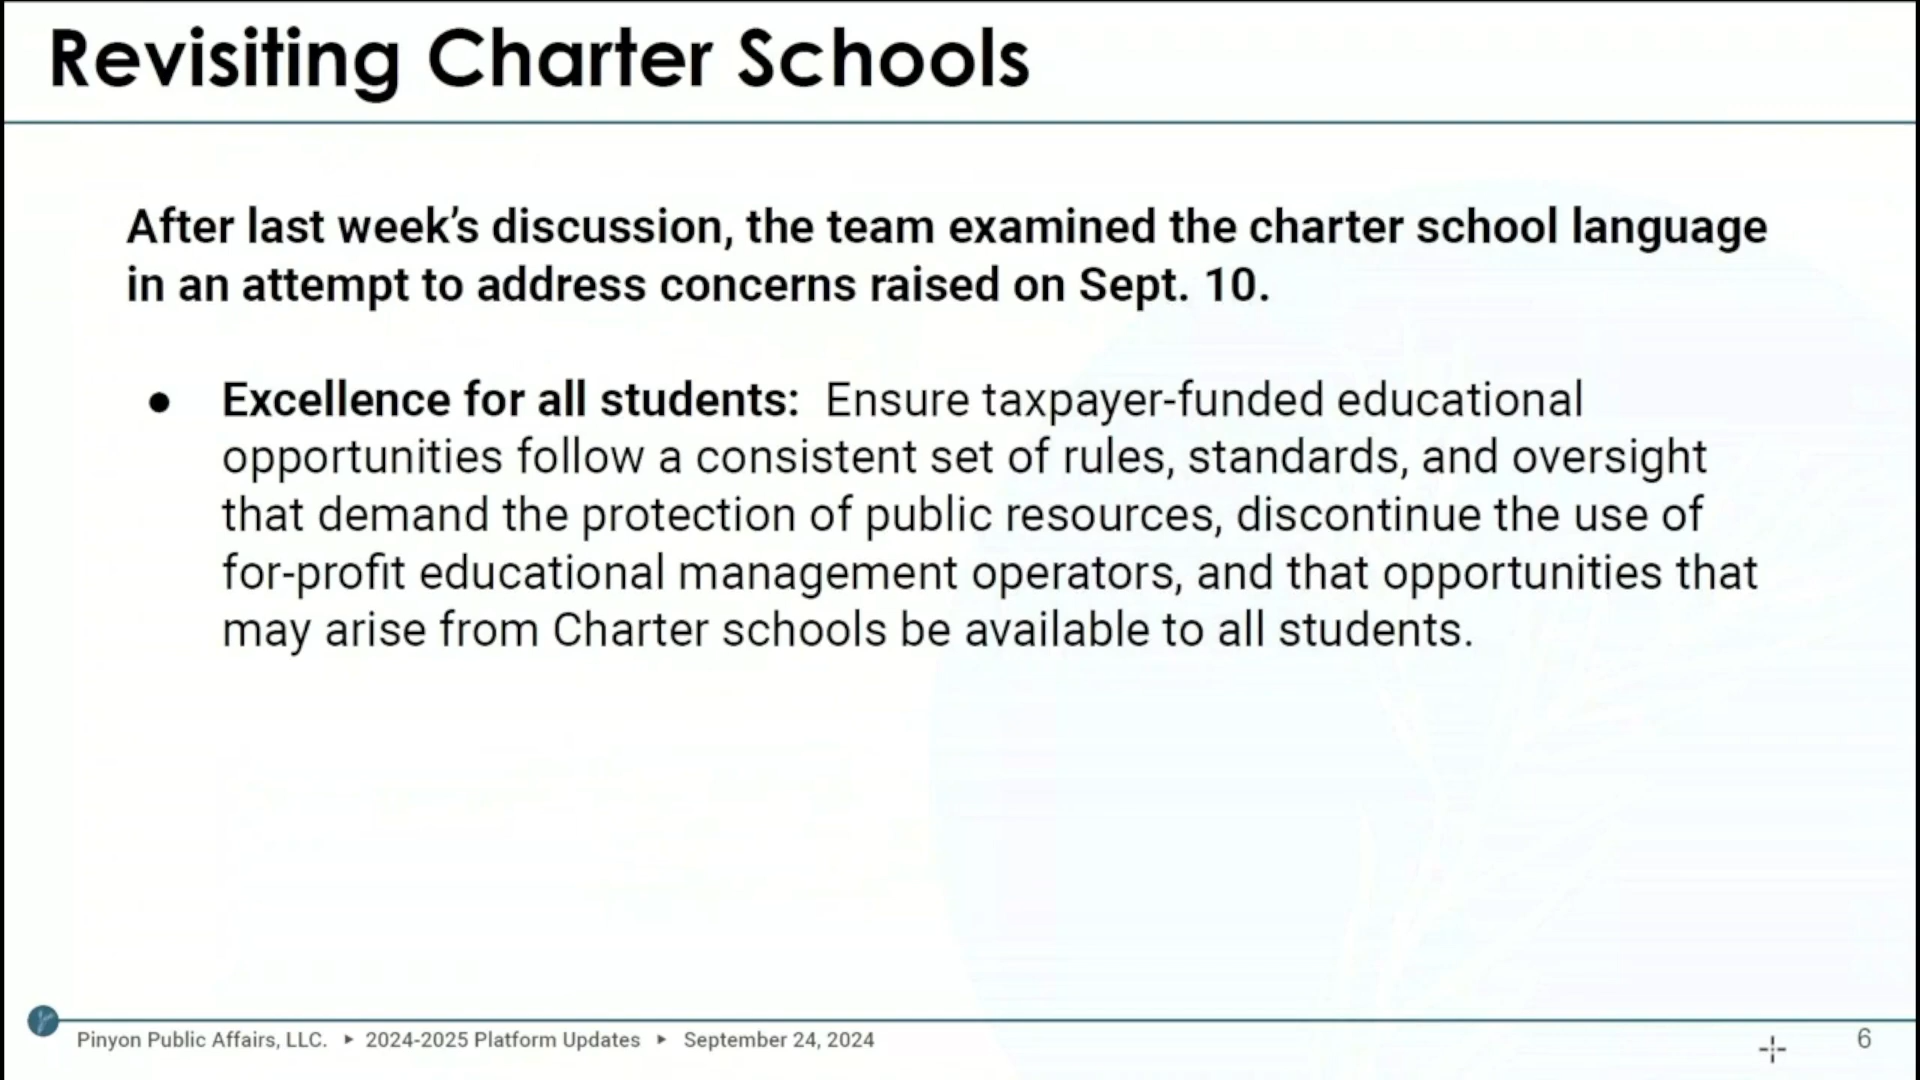 Revisiting Charter Schools
After last week’s discussion, the team examined the charter school language
in an attempt to address concerns raised on Sept. 10.
● Excellence for all students: Ensure taxpayer-funded educational
opportunities follow a consistent set of rules, standards, and oversight
that demand the protection of public resources, discontinue the use of
for-profit educational management operators, and that opportunities that
may arise from Charter schools be available to all students.
Pinyon Public Affairs, LLC. ▸ 2024-2025 Platform Updates ▸ September 24, 2024
6